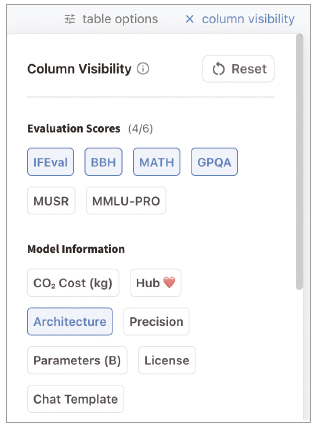 table options × column visibility
Column Visibility ⓘ Reset
Evaluation Scores (4/6)
IFEval BBH MATH GPQA
MUSR MMLU-PRO
Model Information
CO₂ Cost (kg) Hub ❤️
Architecture Precision
Parameters (B) License
Chat Template